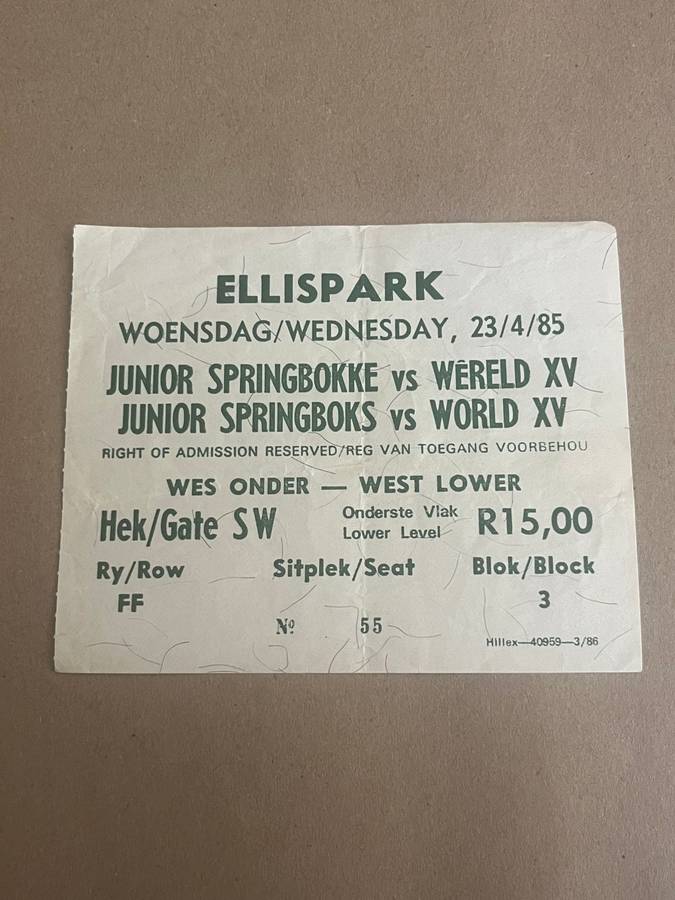 ELLISPARK
WOENSDAG/WEDNESDAY, 23/4/85
JUNIOR SPRINGBOKKE vs WÊRELD XV
JUNIOR SPRINGBOKS vs WORLD XV
RIGHT OF ADMISSION RESERVED/REG VAN TOEGANG VOORBEHOU
WES ONDER — WEST LOWER
Hek/Gate SW Onderste Vlak R15,00
Lower Level
Ry/Row Sitplek/Seat Blok/Block
FF 3
Nº 55
Hillex—40959—3/86